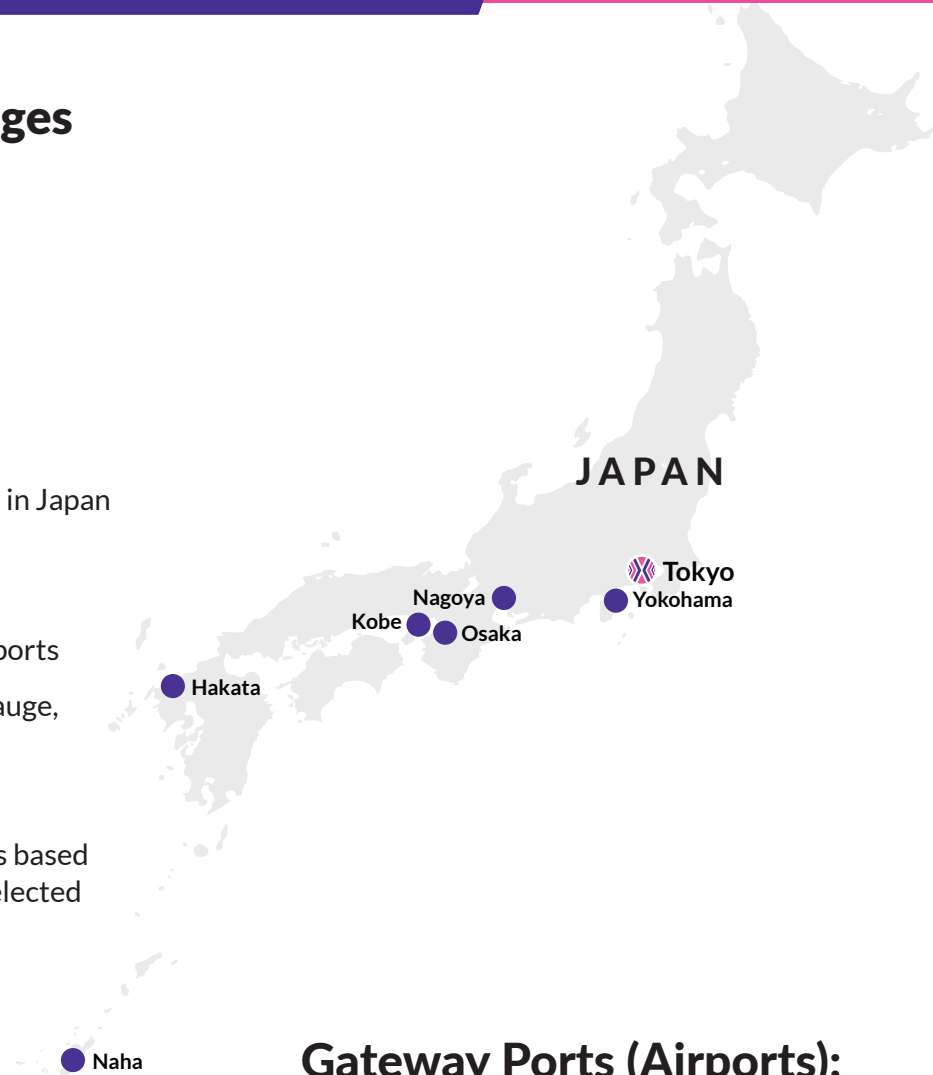 ges
in Japan
ports
auge,
s based
elected
JAPAN
Tokyo
Yokohama
Nagoya
Kobe
Osaka
Hakata
Naha
Gateway Ports (Airports):